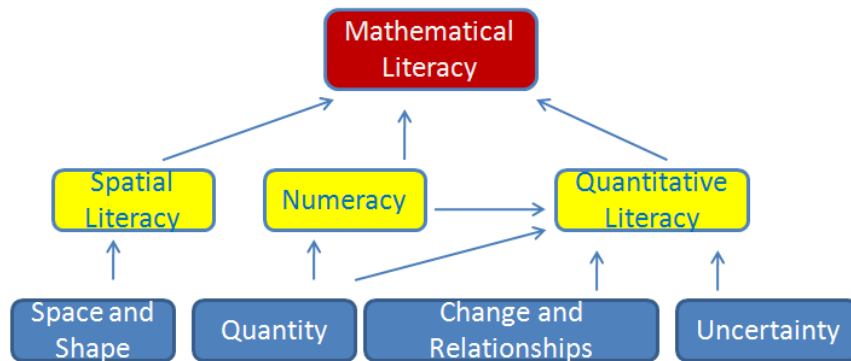 Mathematical
Literacy
Spatial
Literacy
Numeracy
Quantitative
Literacy
Space and
Shape
Quantity
Change and
Relationships
Uncertainty